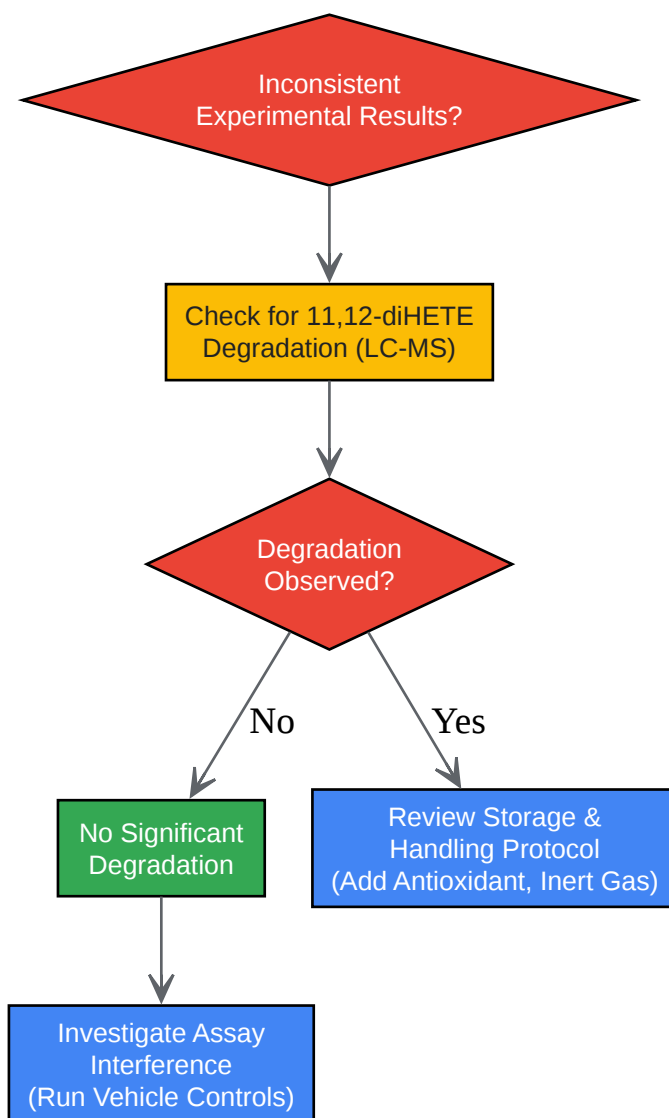 Inconsistent
Experimental Results?
Check for 11,12-diHETE
Degradation (LC-MS)
Degradation
Observed?
No
Yes
No Significant
Degradation
Review Storage &
Handling Protocol
(Add Antioxidant, Inert Gas)
Investigate Assay
Interference
(Run Vehicle Controls)